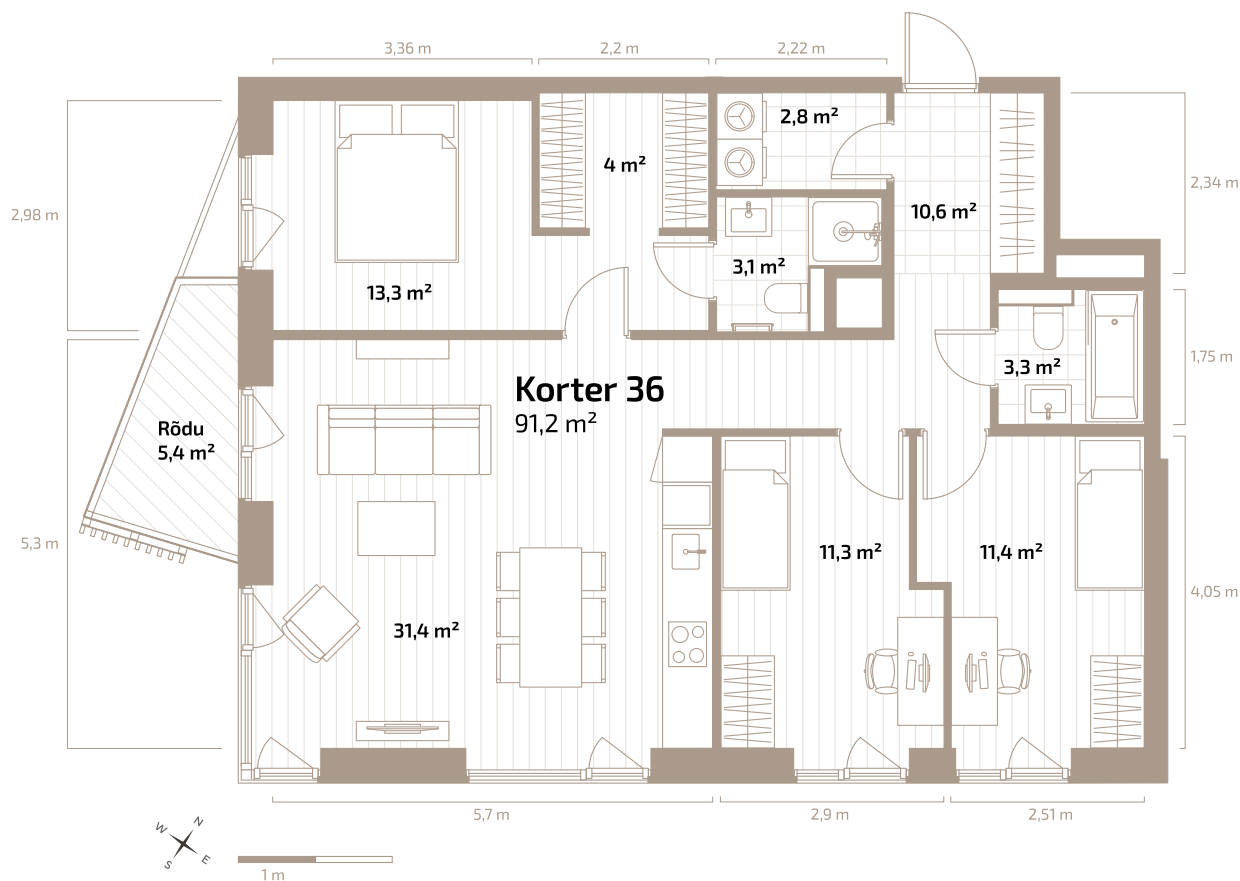 3,36 m
2,2 m
2,22 m
2,8 m²
4 m²
2,34 m
2,98 m
10,6 m²
3,1 m²
13,3 m²
1,75 m
3,3 m²
Korter 36
91,2 m²
Rõdu
5,4 m²
5,3 m
11,3 m²
11,4 m²
4,05 m
31,4 m²
5,7 m
2,9 m
2,51 m
N
W
E
S
1 m